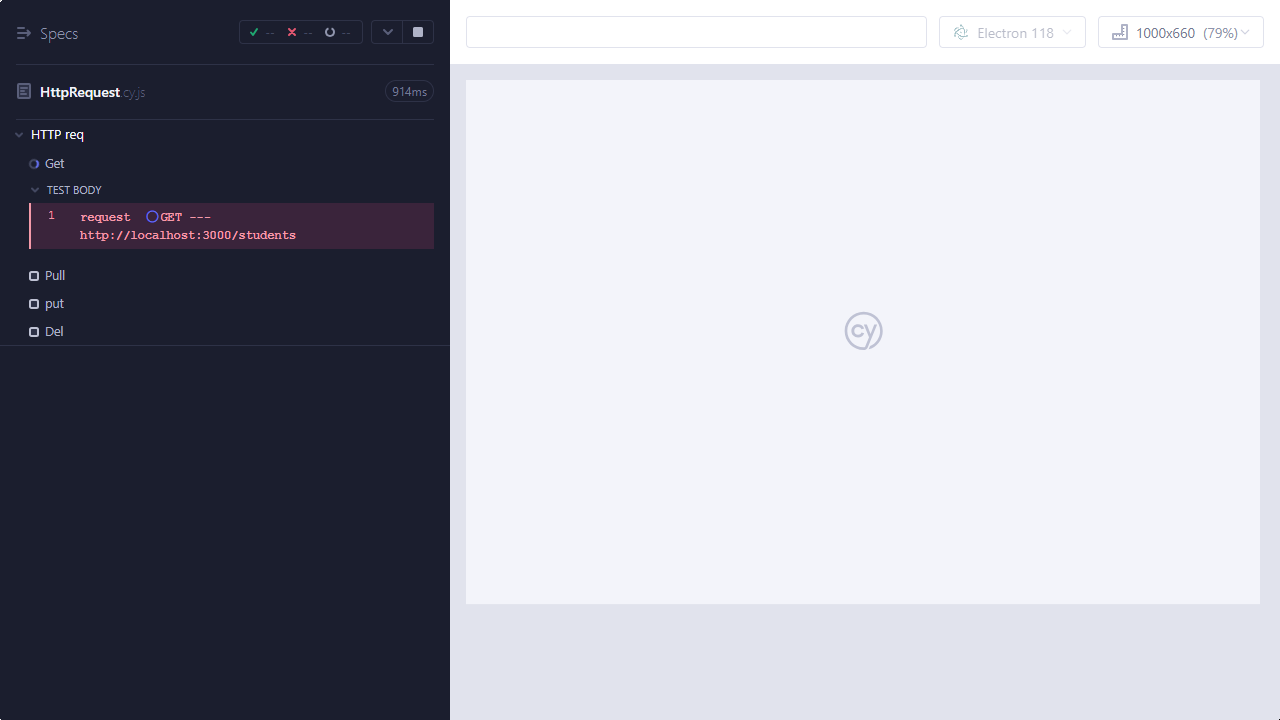 Specs
-- -- --
HttpRequest cy.js
914ms
HTTP req
Get
TEST BODY
1 request GET ---
http://localhost:3000/students
Pull
put
Del
Electron 118
1000x660 (79%)
cy